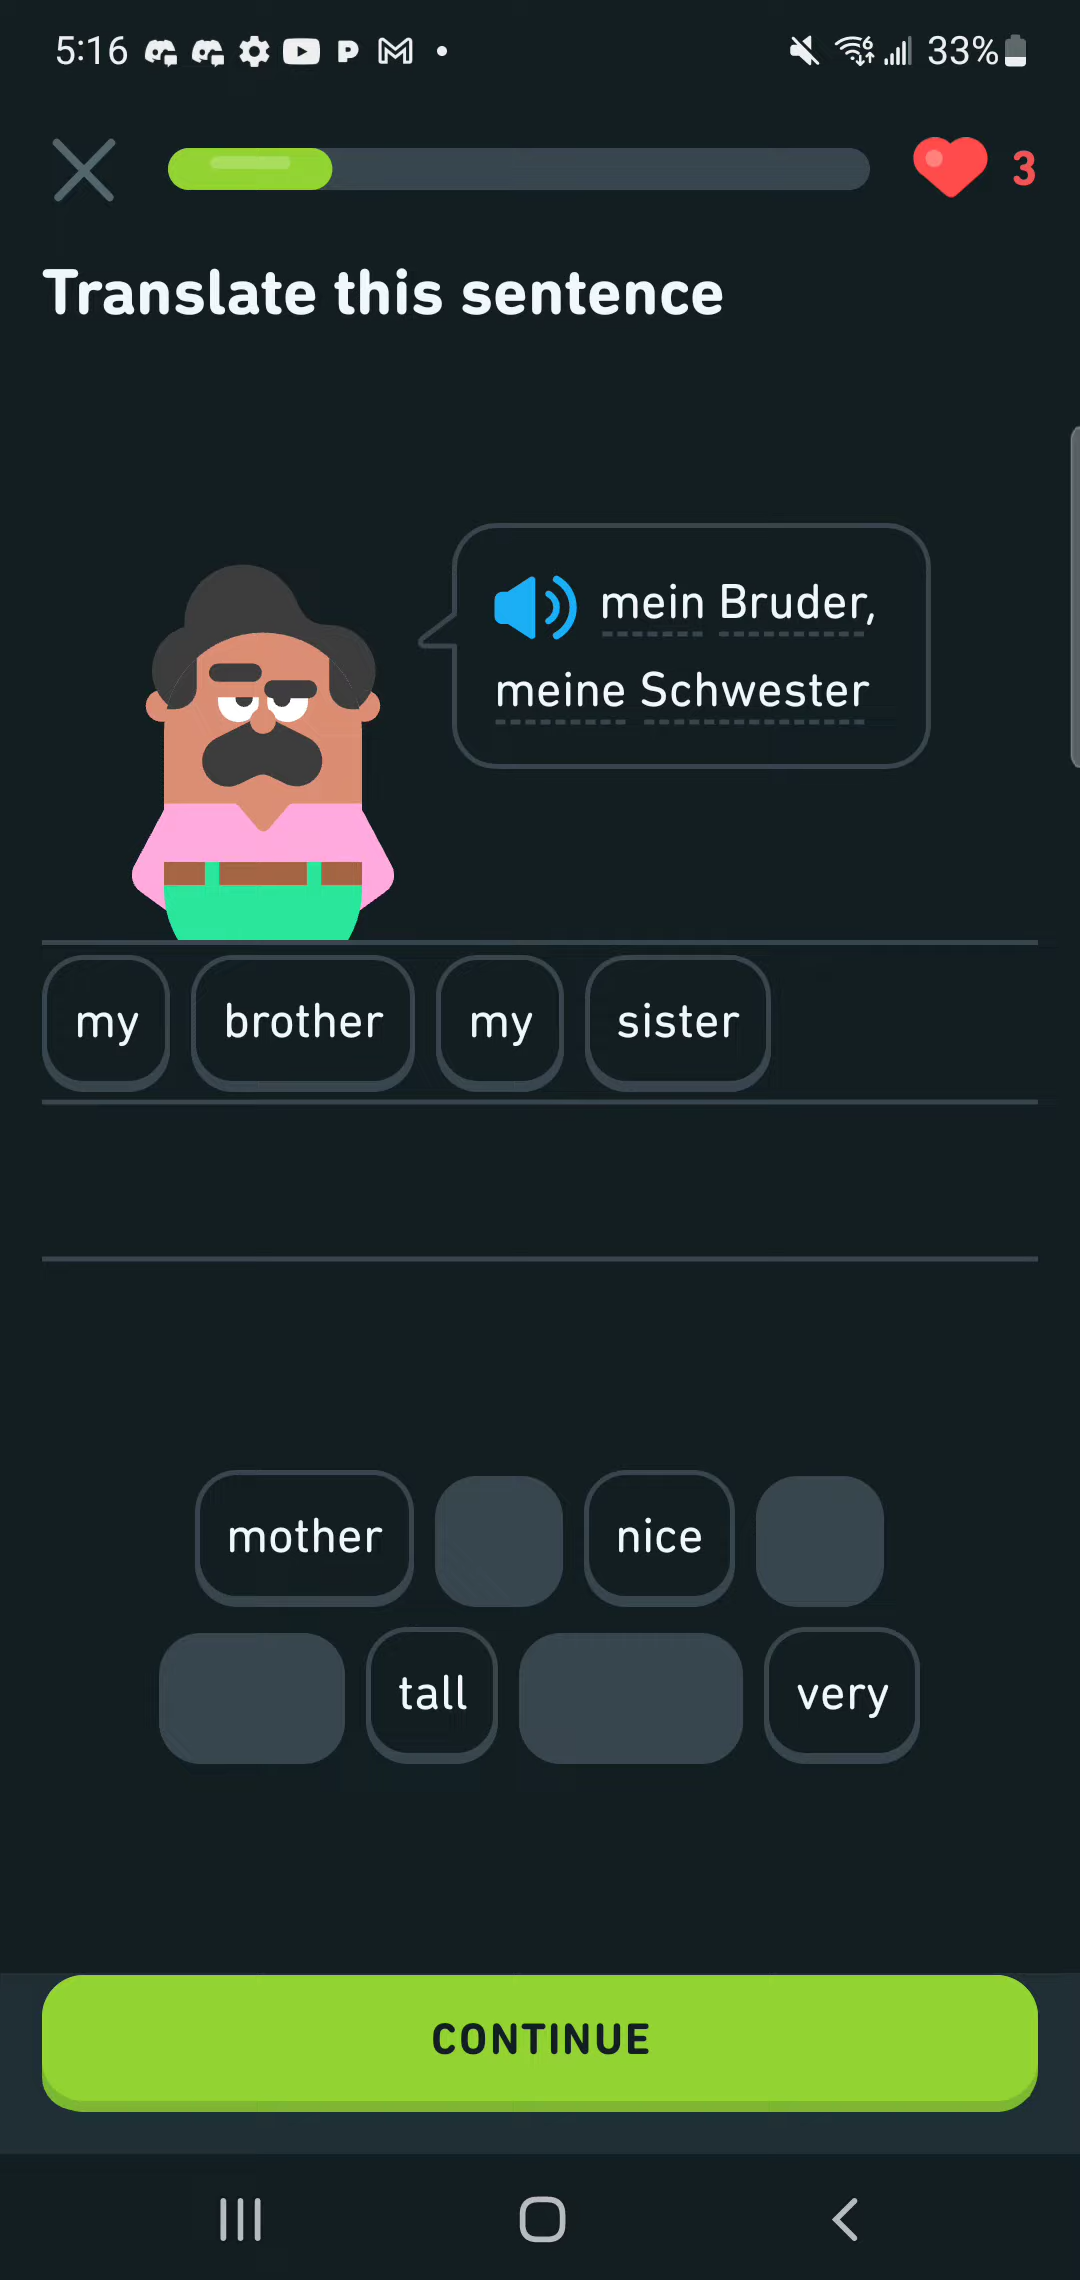 5:16 33%
3
Translate this sentence
mein Bruder,
meine Schwester
my brother my sister
mother nice
tall very
CONTINUE